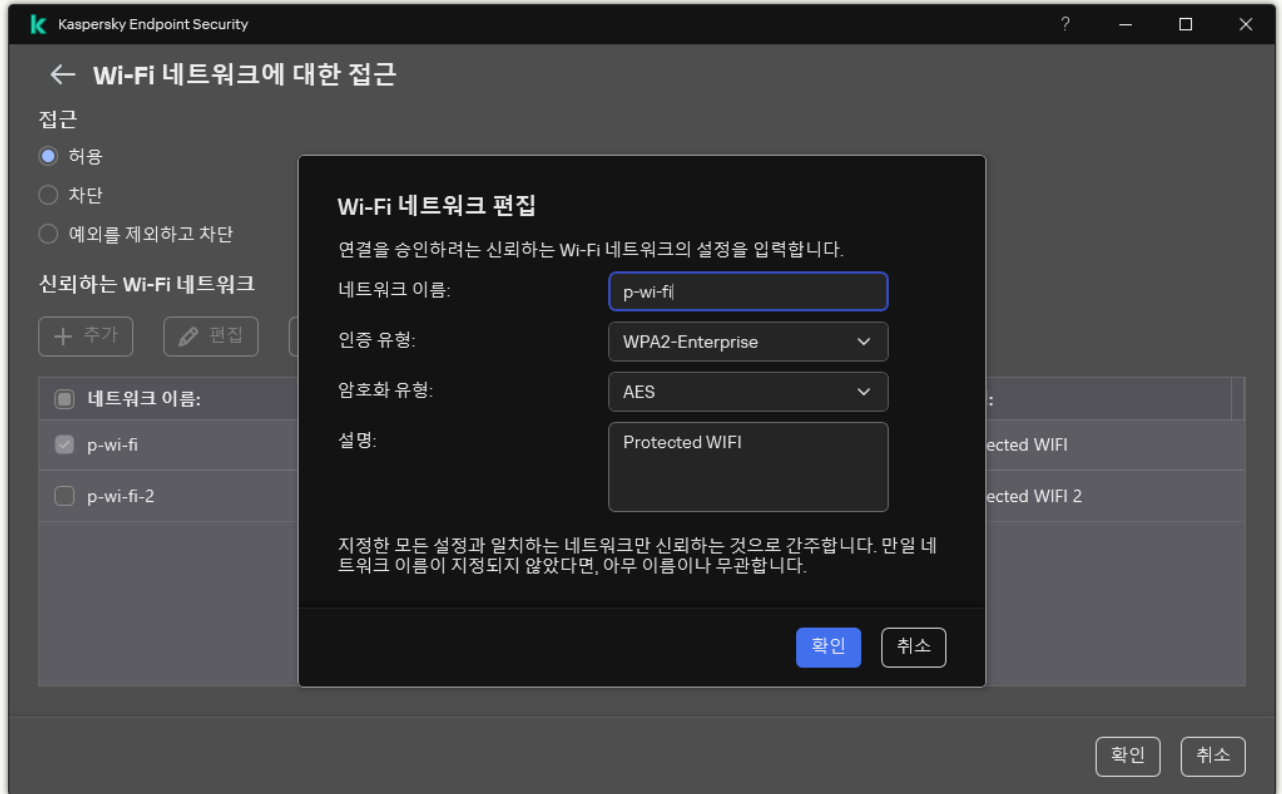 Kaspersky Endpoint Security
Wi-Fi 네트워크에 대한 접근
접근
허용
차단
예외를 제외하고 차단
신뢰하는 Wi-Fi 네트워크
추가
편집
네트워크 이름:
p-wi-fi
p-wi-fi-2
ected WIFI
ected WIFI 2
Wi-Fi 네트워크 편집
연결을 승인하려는 신뢰하는 Wi-Fi 네트워크의 설정을 입력합니다.
네트워크 이름: p-wi-fi
인증 유형: WPA2-Enterprise
암호화 유형: AES
설명: Protected WIFI
지정한 모든 설정과 일치하는 네트워크만 신뢰하는 것으로 간주합니다. 만일 네
트워크 이름이 지정되지 않았다면, 아무 이름이나 무관합니다.
확인 취소
확인 취소